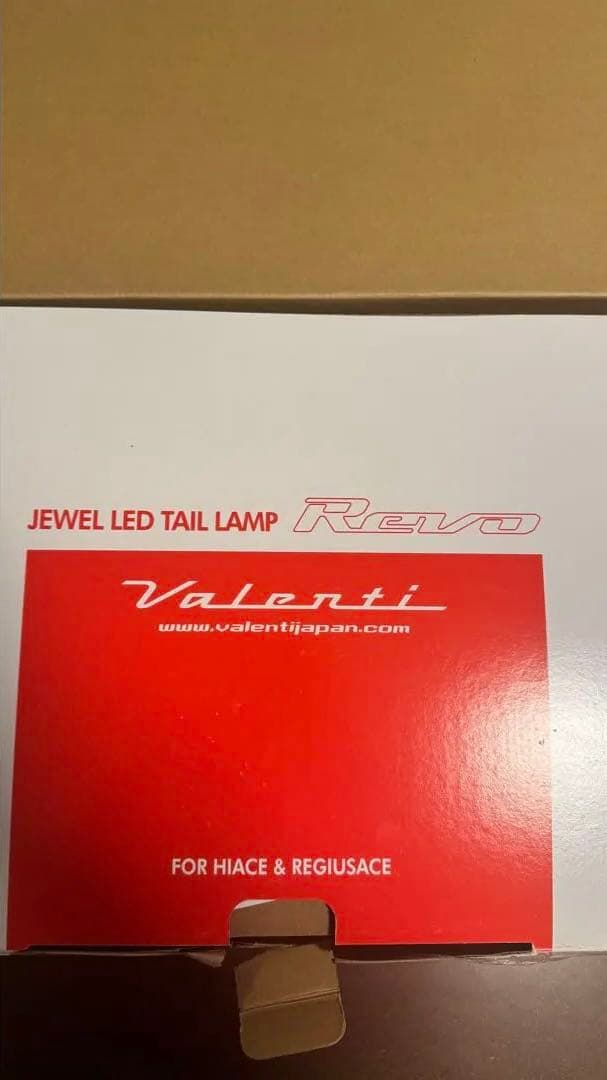 JEWEL LED TAIL LAMP Revo
Valenti
www.valentijapan.com
FOR HIACE & REGIUSACE